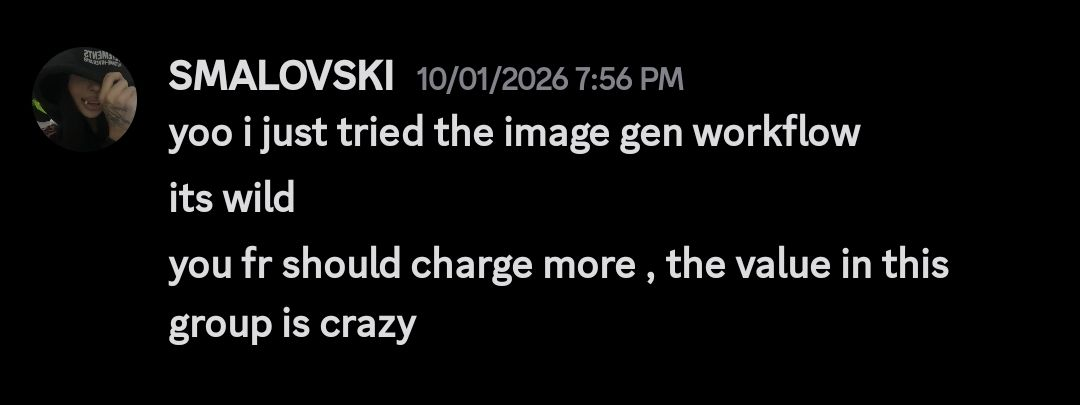 SMALOVSKI 10/01/2026 7:56 PM
yoo i just tried the image gen workflow
its wild
you fr should charge more , the value in this
group is crazy